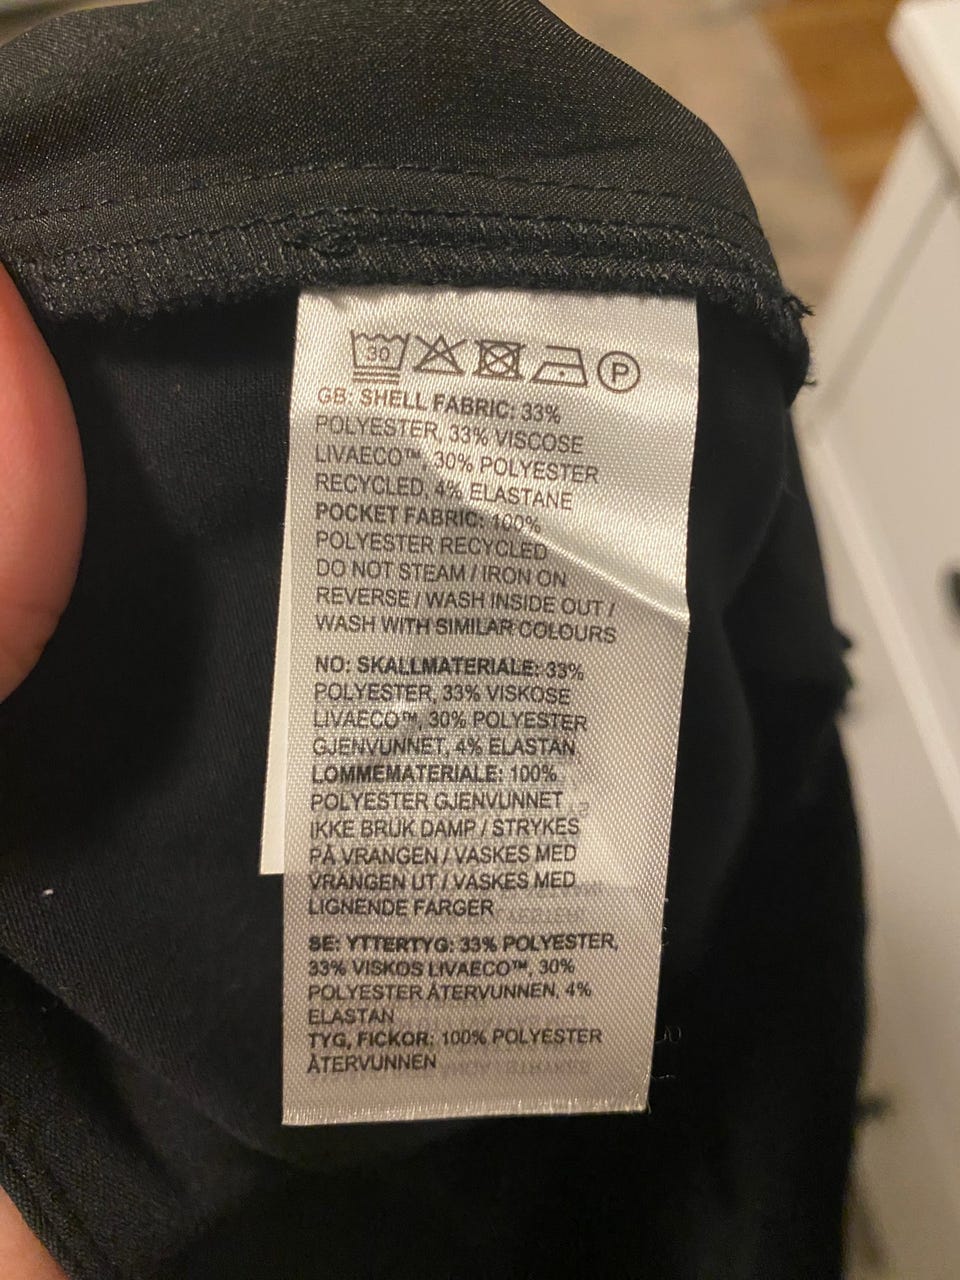 30 P
GB: SHELL FABRIC: 33%
POLYESTER, 33% VISCOSE
LIVAECO™, 30% POLYESTER
RECYCLED, 4% ELASTANE
POCKET FABRIC: 100%
POLYESTER RECYCLED
DO NOT STEAM / IRON ON
REVERSE / WASH INSIDE OUT /
WASH WITH SIMILAR COLOURS
NO: SKALLMATERIALE: 33%
POLYESTER, 33% VISKOSE
LIVAECO™, 30% POLYESTER
GJENVUNNET, 4% ELASTAN
LOMMEMATERIALE: 100%
POLYESTER GJENVUNNET
IKKE BRUK DAMP / STRYKES
PÅ VRANGEN / VASKES MED
VRANGEN UT / VASKES MED
LIGNENDE FARGER
SE: YTTERTYG: 33% POLYESTER,
33% VISKOS LIVAECO™, 30%
POLYESTER ÅTERVUNNEN, 4%
ELASTAN
TYG, FICKOR: 100% POLYESTER
ÅTERVUNNEN